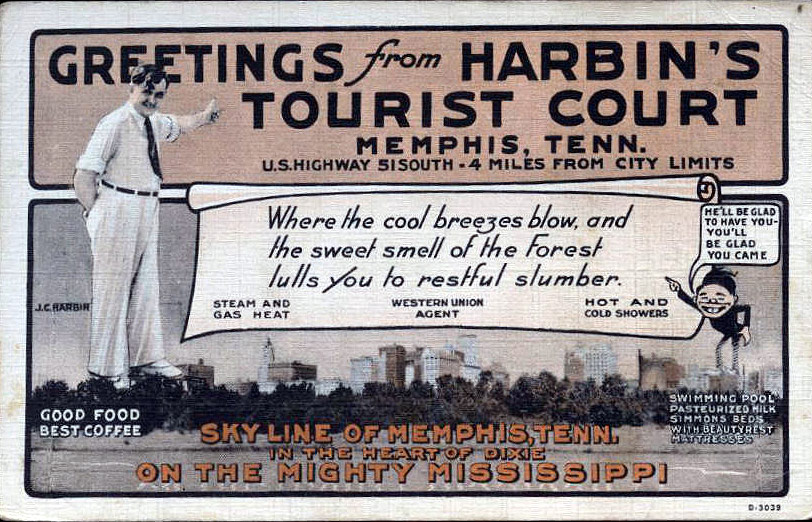 GREETINGS from HARBIN'S
TOURIST COURT
MEMPHIS, TENN.
U.S. HIGHWAY 51 SOUTH - 4 MILES FROM CITY LIMITS
HE'LL BE GLAD
TO HAVE YOU-
YOU'LL
BE GLAD
YOU CAME
Where the cool breezes blow, and
the sweet smell of the Forest
lulls you to restful slumber.
STEAM AND
GAS HEAT
WESTERN UNION
AGENT
HOT AND
COLD SHOWERS
J.C. HARBIN
GOOD FOOD
BEST COFFEE
SWIMMING POOL
PASTEURIZED MILK
SIMMONS BEDS
WITH BEAUTYREST
MATTRESSES
SKY LINE OF MEMPHIS, TENN.
IN THE HEART OF DIXIE
ON THE MIGHTY MISSISSIPPI
D-3039